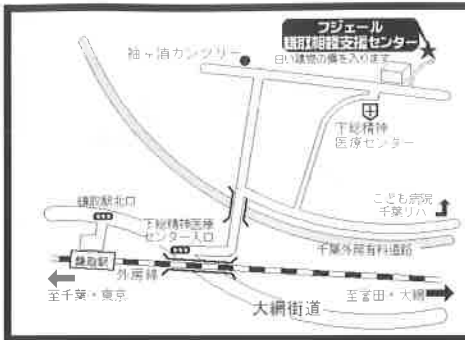 フジェール
鎌取相談支援センター
白い建物の横を入ります
袖ヶ浦カンツリー
下総精神
医療センター
こども病院
千葉リハ
鎌取駅北口
下総精神医療
センター入口
千葉外房有料道路
鎌取駅
外房線
至千葉・東京
大網街道
至誉田・大網